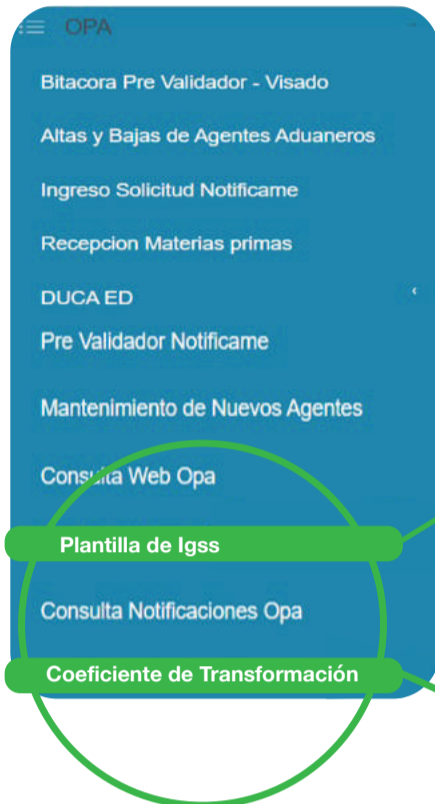 OPA
Bitacora Pre Validador - Visado
Altas y Bajas de Agentes Aduaneros
Ingreso Solicitud Notificame
Recepcion Materias primas
DUCA ED
Pre Validador Notificame
Mantenimiento de Nuevos Agentes
Consulta Web Opa
Plantilla de Igss
Consulta Notificaciones Opa
Coeficiente de Transformación